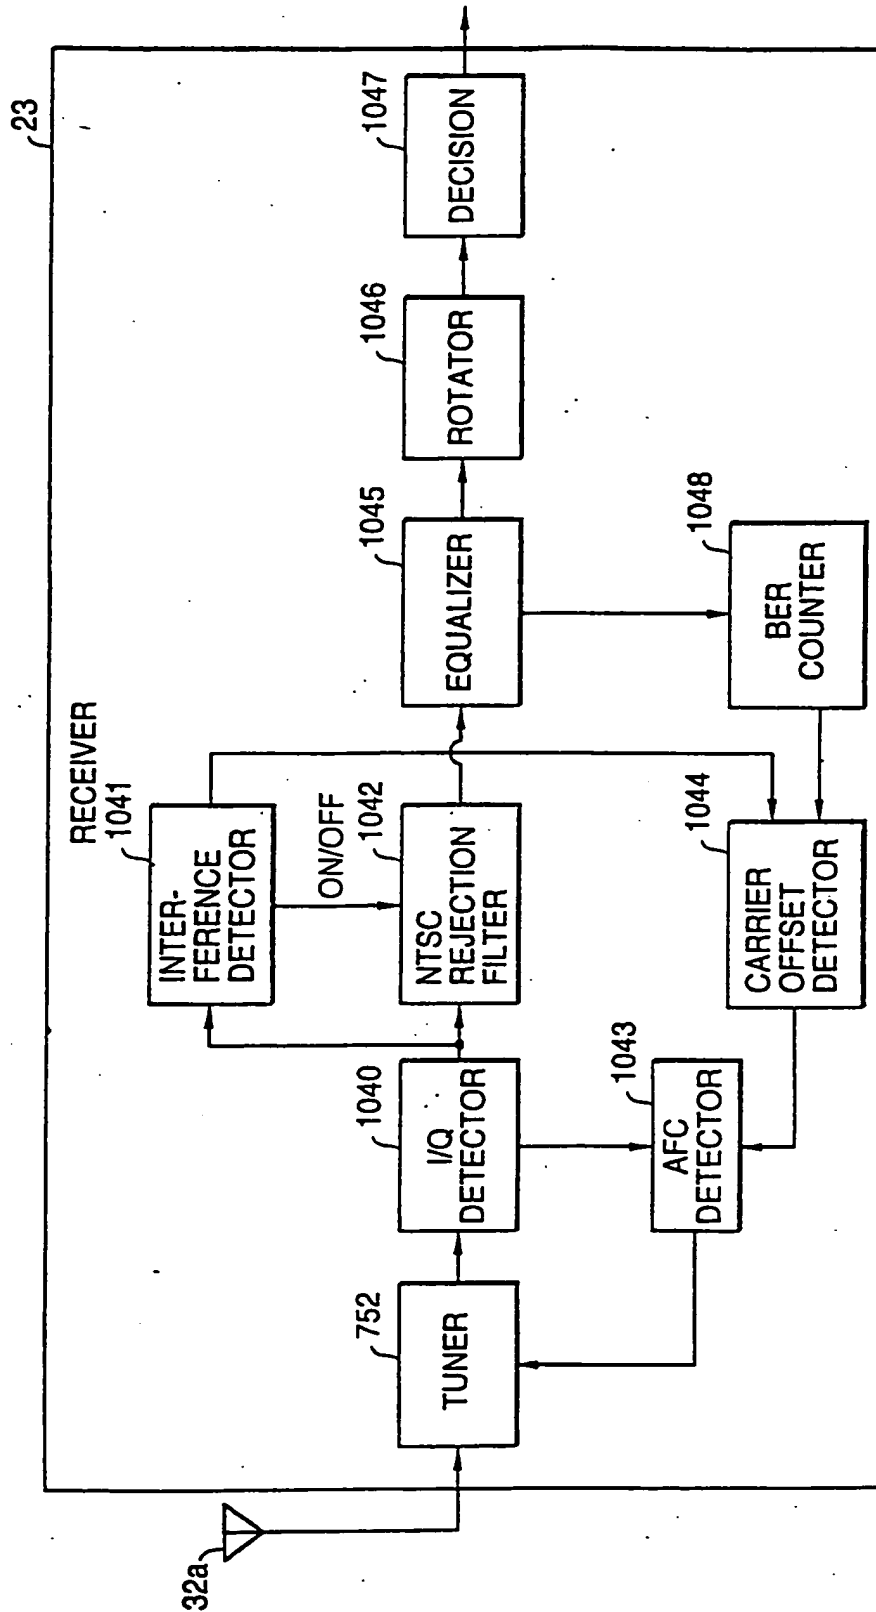 23
RECEIVER
1041
INTER-
FERENCE
DETECTOR
ON/OFF
32a
752
TUNER
1040
I/Q
DETECTOR
1042
NTSC
REJECTION
FILTER
1045
EQUALIZER
1046
ROTATOR
1047
DECISION
1043
AFC
DETECTOR
1044
CARRIER
OFFSET
DETECTOR
1048
BER
COUNTER